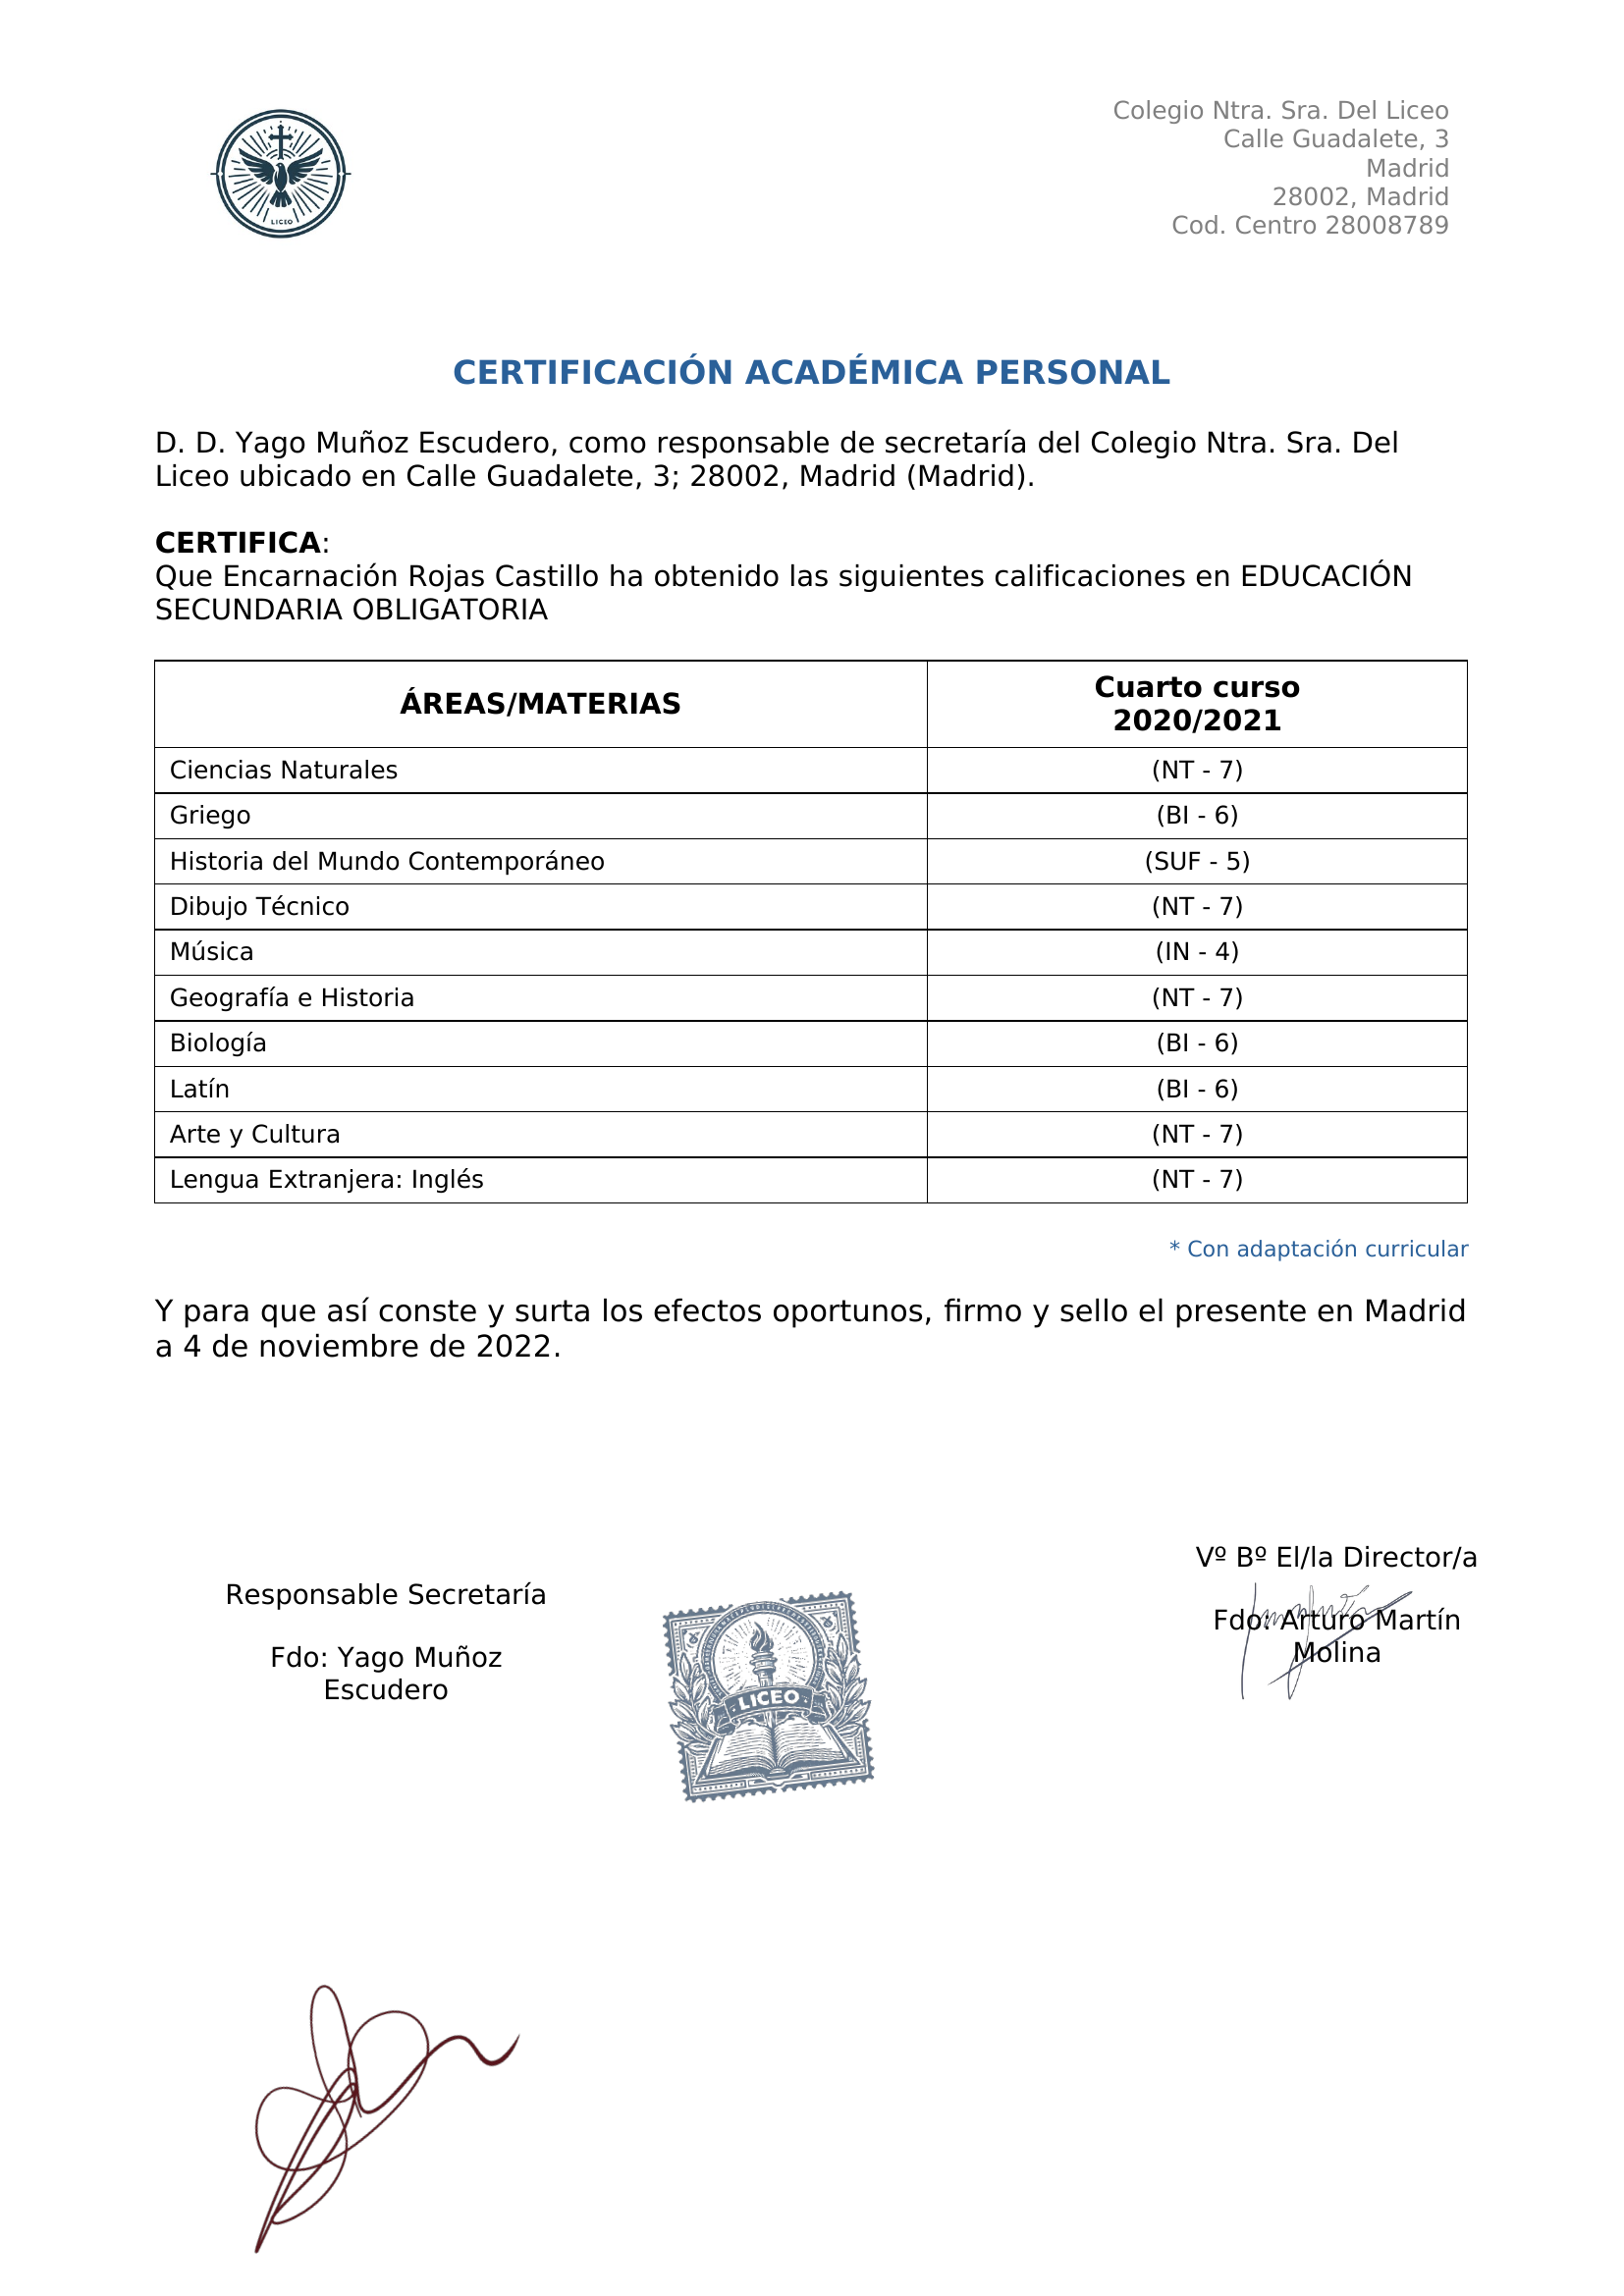 LICEO
Colegio Ntra. Sra. Del Liceo
Calle Guadalete, 3
Madrid
28002, Madrid
Cod. Centro 28008789
CERTIFICACIÓN ACADÉMICA PERSONAL
D. D. Yago Muñoz Escudero, como responsable de secretaría del Colegio Ntra. Sra. Del
Liceo ubicado en Calle Guadalete, 3; 28002, Madrid (Madrid).
CERTIFICA:
Que Encarnación Rojas Castillo ha obtenido las siguientes calificaciones en EDUCACIÓN
SECUNDARIA OBLIGATORIA
ÁREAS/MATERIAS Cuarto curso
2020/2021
Ciencias Naturales (NT - 7)
Griego (BI - 6)
Historia del Mundo Contemporáneo (SUF - 5)
Dibujo Técnico (NT - 7)
Música (IN - 4)
Geografía e Historia (NT - 7)
Biología (BI - 6)
Latín (BI - 6)
Arte y Cultura (NT - 7)
Lengua Extranjera: Inglés (NT - 7)
* Con adaptación curricular
Y para que así conste y surta los efectos oportunos, firmo y sello el presente en Madrid
a 4 de noviembre de 2022.
Responsable Secretaría
Fdo: Yago Muñoz
Escudero
LICEO
Vº Bº El/la Director/a
Fdo: Arturo Martín
Molina